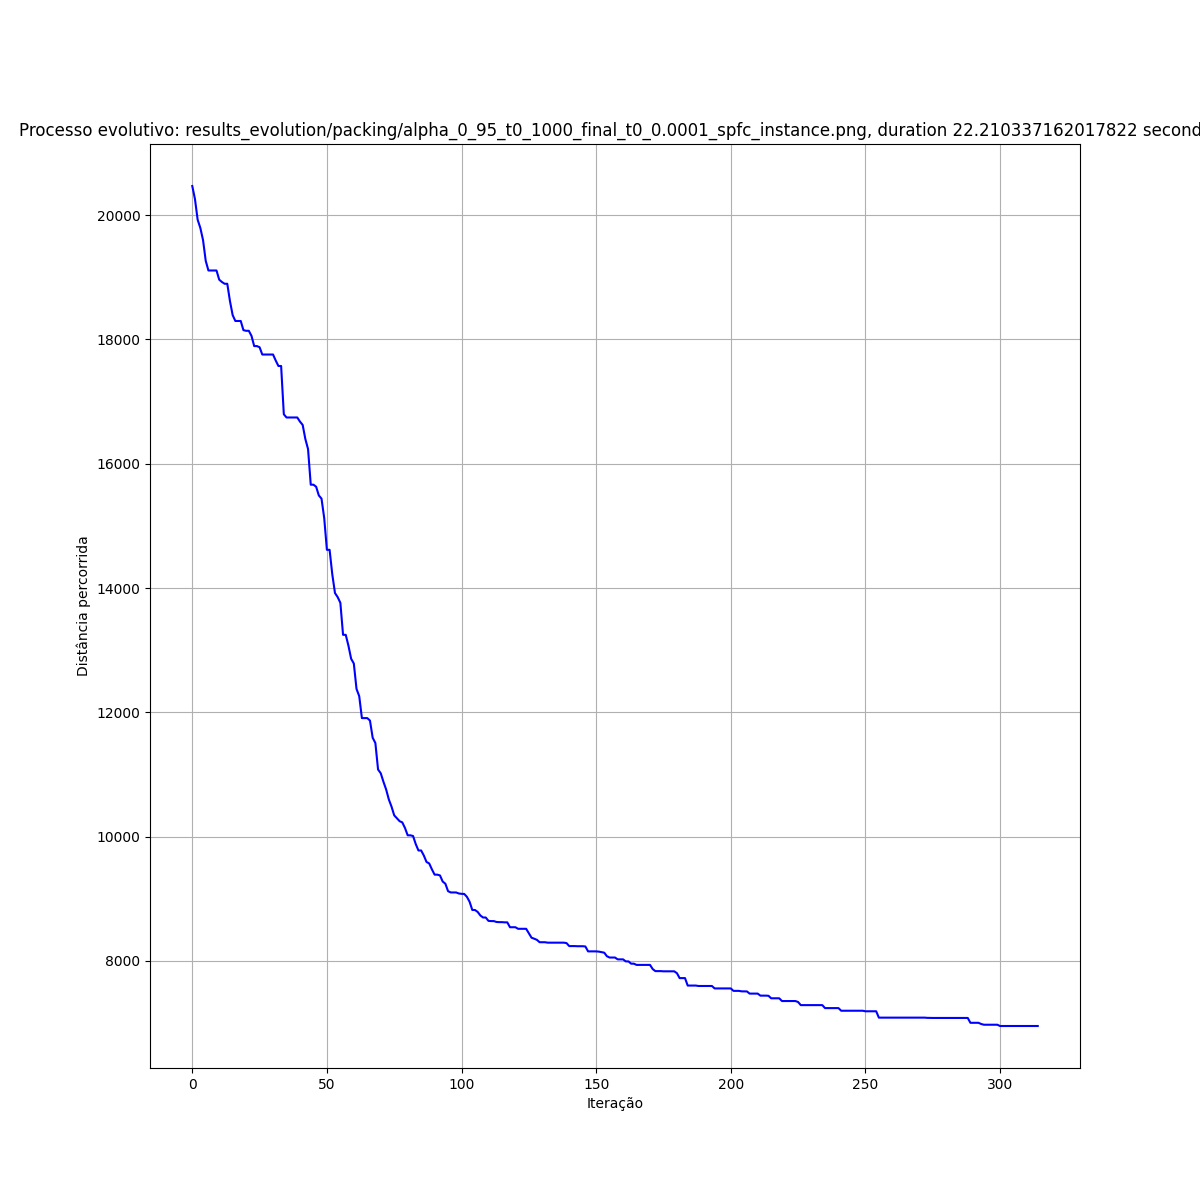 Processo evolutivo: results_evolution/packing/alpha_0_95_t0_1000_final_t0_0.0001_spfc_instance.png, duration 22.210337162017822 second
20000
18000
16000
14000
12000
10000
8000
Distância percorrida
0 50 100 150 200 250 300
Iteração